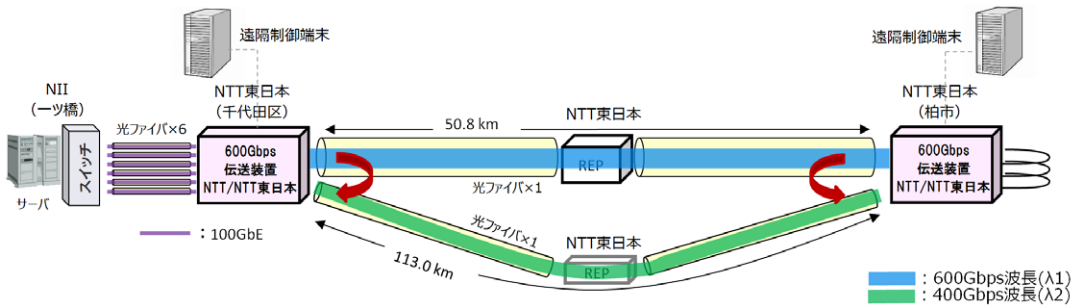 遠隔制御端末
遠隔制御端末
NII
(一ツ橋)
NTT東日本
(千代田区)
NTT東日本
NTT東日本
(柏市)
光ファイバ×6
50.8 km
スイッチ
600Gbps
伝送装置
NTT/NTT東日本
REP
600Gbps
伝送装置
NTT/NTT東日本
光ファイバ×1
サーバ
光ファイバ×1
:100GbE
NTT東日本
113.0 km
REP
:600Gbps波長(λ1)
:400Gbps波長(λ2)